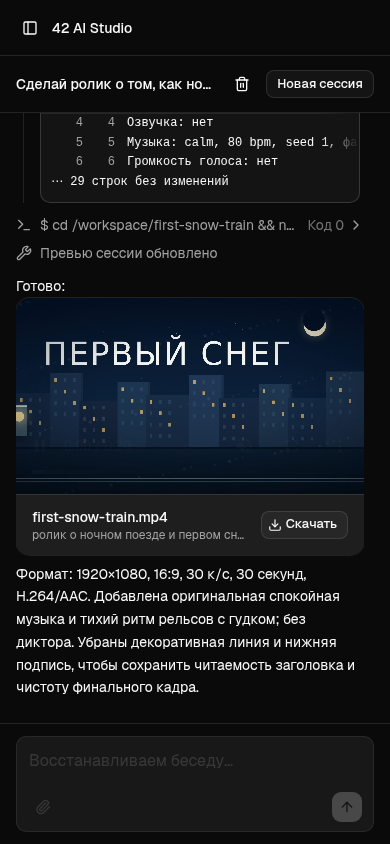 42 AI Studio
Сделай ролик о том, как но...
Новая сессия
4 4 Озвучка: нет
5 5 Музыка: calm, 80 bpm, seed 1, фа
6 6 Громкость голоса: нет
··· 29 строк без изменений
$ cd /workspace/first-snow-train && n... Код 0
Превью сессии обновлено
Готово:
ПЕРВЫЙ СНЕГ
first-snow-train.mp4
ролик о ночном поезде и первом сн...
Скачать
Формат: 1920×1080, 16:9, 30 к/с, 30 секунд,
H.264/AAC. Добавлена оригинальная спокойная
музыка и тихий ритм рельсов с гудком; без
диктора. Убраны декоративная линия и нижняя
подпись, чтобы сохранить читаемость заголовка и
чистоту финального кадра.
Восстанавливаем беседу...